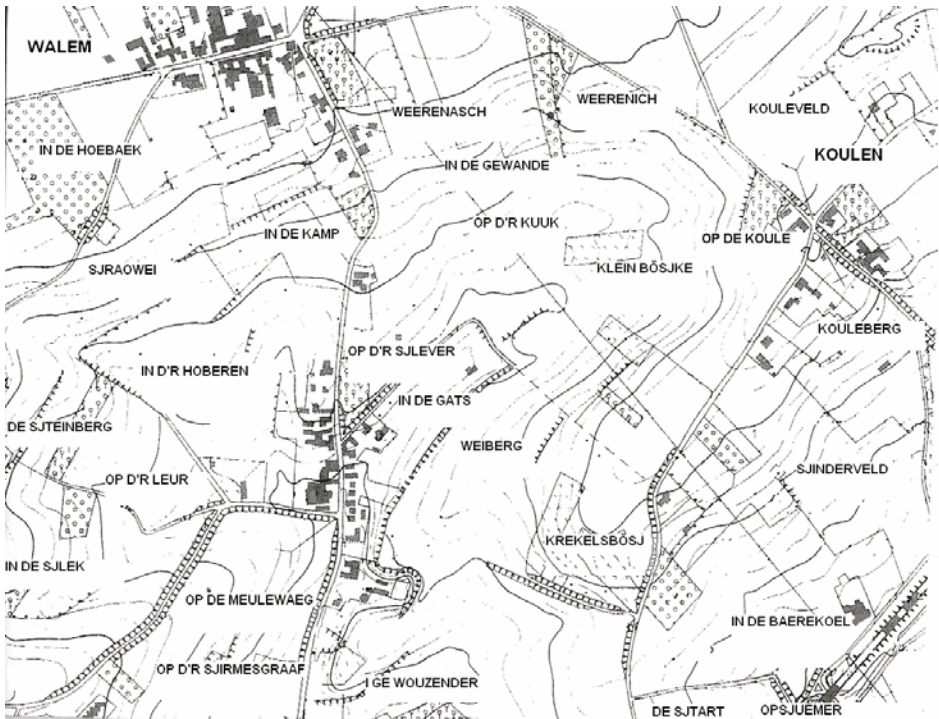 WALEM
WEERENASCH
WEERENICH
KOULEVELD
IN DE HOEBAEK
IN DE GEWANDE
KOULEN
IN DE KAMP
OP D'R KUUK
OP DE KOULE
SJRAOWEI
KLEIN BÖSJKE
KOULEBERG
OP D'R SJLEVER
IN D'R HOBEREN
IN DE GATS
DE SJTEINBERG
WEIBERG
SJINDERVELD
OP D'R LEUR
KREKELSBÖSJ
IN DE SJLEK
OP DE MEULEWAEG
IN DE BAEREKOEL
OP D'R SJIRMESGRAAF
I GE WOUZENDER
DE SJTART
OPSJUEMER